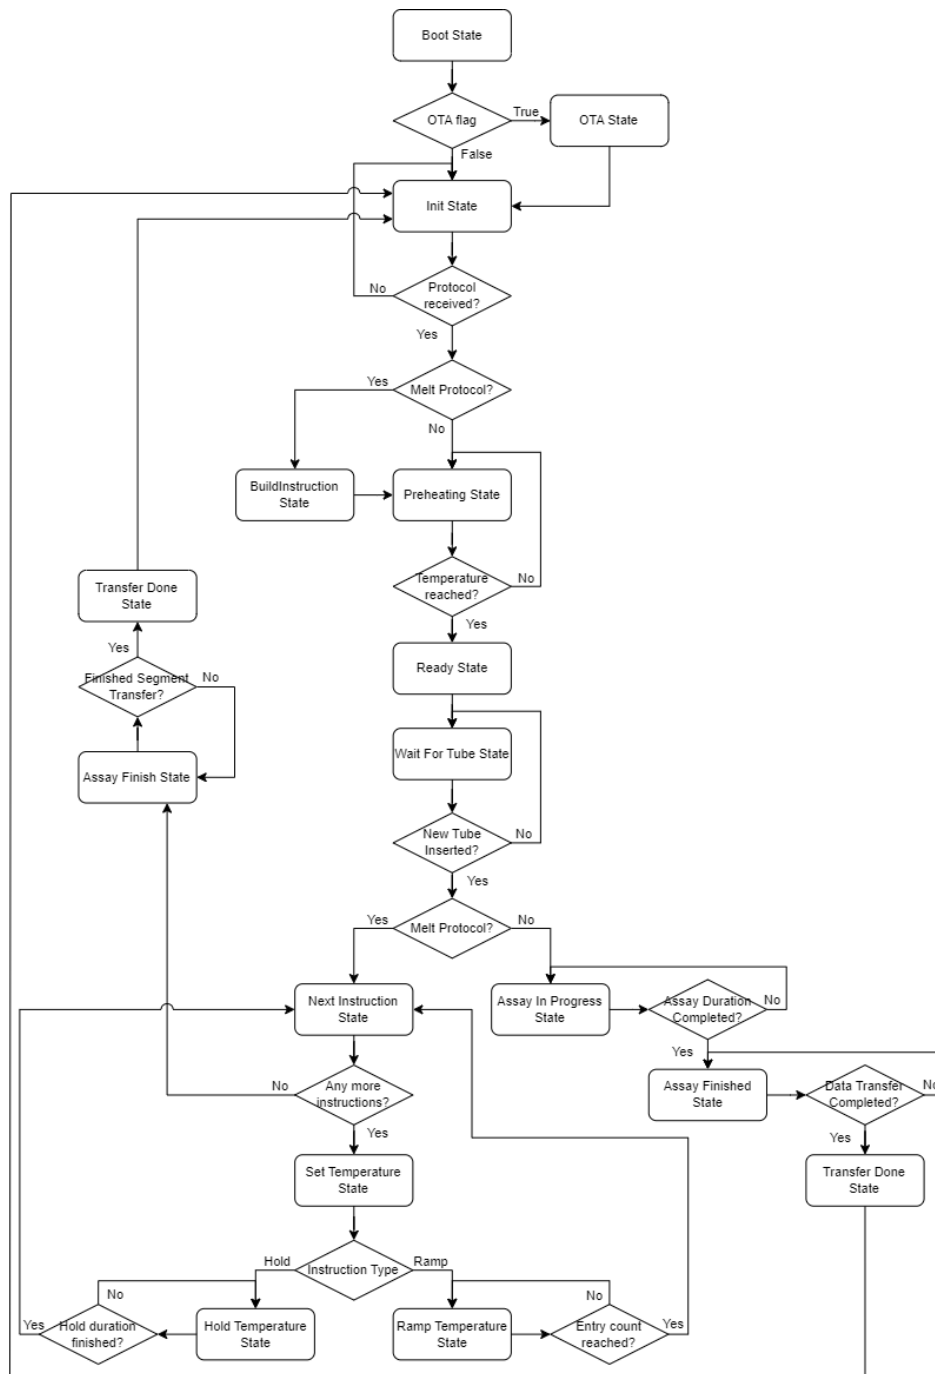 Boot State
OTA flag
True
OTA State
False
Init State
No
Protocol
received?
Yes
Yes
Melt Protocol?
No
BuildInstruction
State
Preheating State
Temperature
reached?
No
Transfer Done
State
Yes
Ready State
Yes
Finished Segment
Transfer?
No
Wait For Tube State
Assay Finish State
New Tube
Inserted?
No
Yes
Yes
Melt Protocol?
No
Next Instruction
State
Assay In Progress
State
Assay Duration
Completed?
No
Yes
No
Any more
instructions?
Assay Finished
State
Data Transfer
Completed?
No
Yes
Yes
Set Temperature
State
Transfer Done
State
Hold
Instruction Type
Ramp
No
No
Yes
Hold duration
finished?
Hold Temperature
State
Ramp Temperature
State
Entry count
reached?
Yes